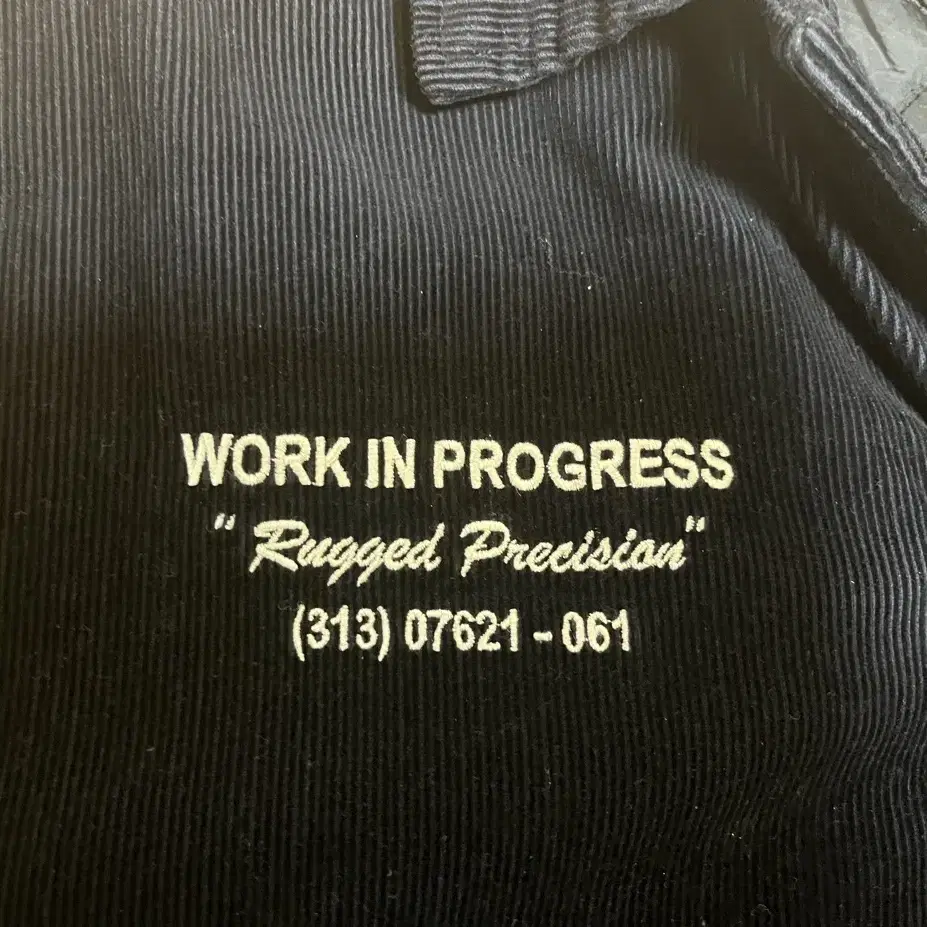 WORK IN PROGRESS
"Rugged Precision"
(313) 07621 - 061